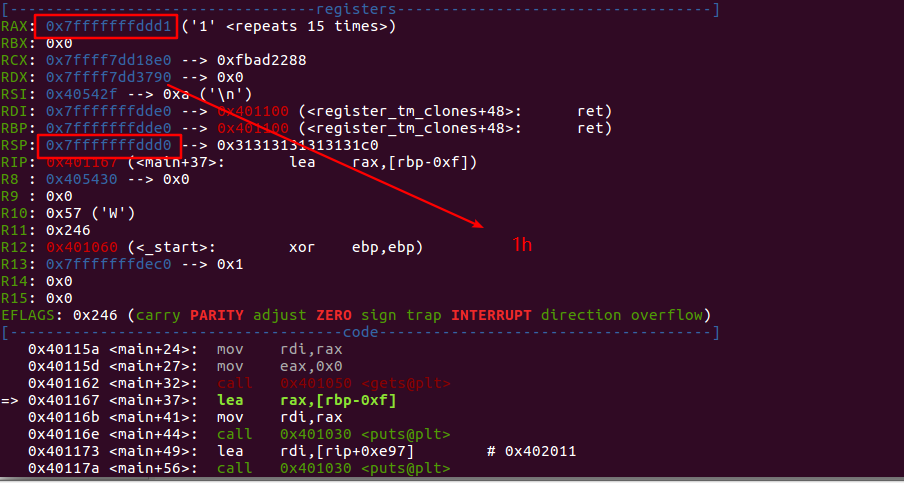 [----------------------------------registers-----------------------------------]
RAX: 0x7fffffffddd1 ('1' <repeats 15 times>)
RBX: 0x0
RCX: 0x7ffff7dd18e0 --> 0xfbad2288
RDX: 0x7ffff7dd3790 --> 0x0
RSI: 0x40542f --> 0xa ('\n')
RDI: 0x7fffffffdde0 --> 0x401100 (<register_tm_clones+48>: ret)
RBP: 0x7fffffffdde0 --> 0x401100 (<register_tm_clones+48>: ret)
RSP: 0x7fffffffddd0 --> 0x31313131313131c0
RIP: 0x401167 (<main+37>: lea rax,[rbp-0xf])
R8 : 0x405430 --> 0x0
R9 : 0x0
R10: 0x57 ('W')
1h
R11: 0x246
R12: 0x401060 (<_start>: xor ebp,ebp)
R13: 0x7fffffffdec0 --> 0x1
R14: 0x0
R15: 0x0
EFLAGS: 0x246 (carry PARITY adjust ZERO sign trap INTERRUPT direction overflow)
[-------------------------------------code-------------------------------------]
0x40115a <main+24>: mov rdi,rax
0x40115d <main+27>: mov eax,0x0
0x401162 <main+32>: call 0x401050 <gets@plt>
=> 0x401167 <main+37>: lea rax,[rbp-0xf]
0x40116b <main+41>: mov rdi,rax
0x40116e <main+44>: call 0x401030 <puts@plt>
0x401173 <main+49>: lea rdi,[rip+0xe97] # 0x402011
0x40117a <main+56>: call 0x401030 <puts@plt>